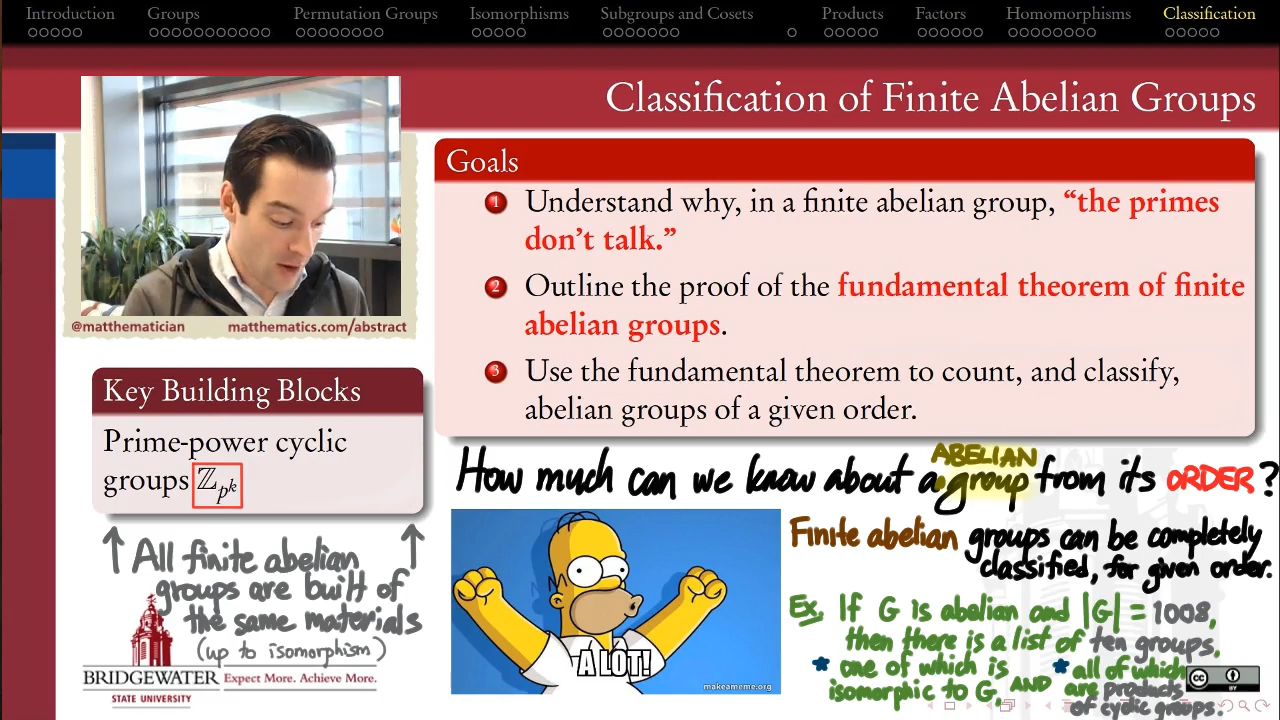 Introduction Groups Permutation Groups Isomorphisms Subgroups and Cosets Products Factors Homomorphisms Classification
Classification of Finite Abelian Groups
@matthematician matthematics.com/abstract
Goals
1 Understand why, in a finite abelian group, “the primes
don’t talk.”
2 Outline the proof of the fundamental theorem of finite
abelian groups.
3 Use the fundamental theorem to count, and classify,
abelian groups of a given order.
Key Building Blocks
Prime-power cyclic
groups ℤ_{p^k}
↑ All finite abelian ↑
groups are built of
the same materials
(up to isomorphism)
BRIDGEWATER
STATE UNIVERSITY
Expect More. Achieve More.
ABELIAN
How much can we know about a group from its ORDER?
A LOT!
makeameme.org
Finite abelian groups can be completely
classified, for given order.
Ex. If G is abelian and |G| = 1008,
then there is a list of ten groups,
* one of which is
isomorphic to G, AND
* all of which
are products
of cyclic groups.
CC BY